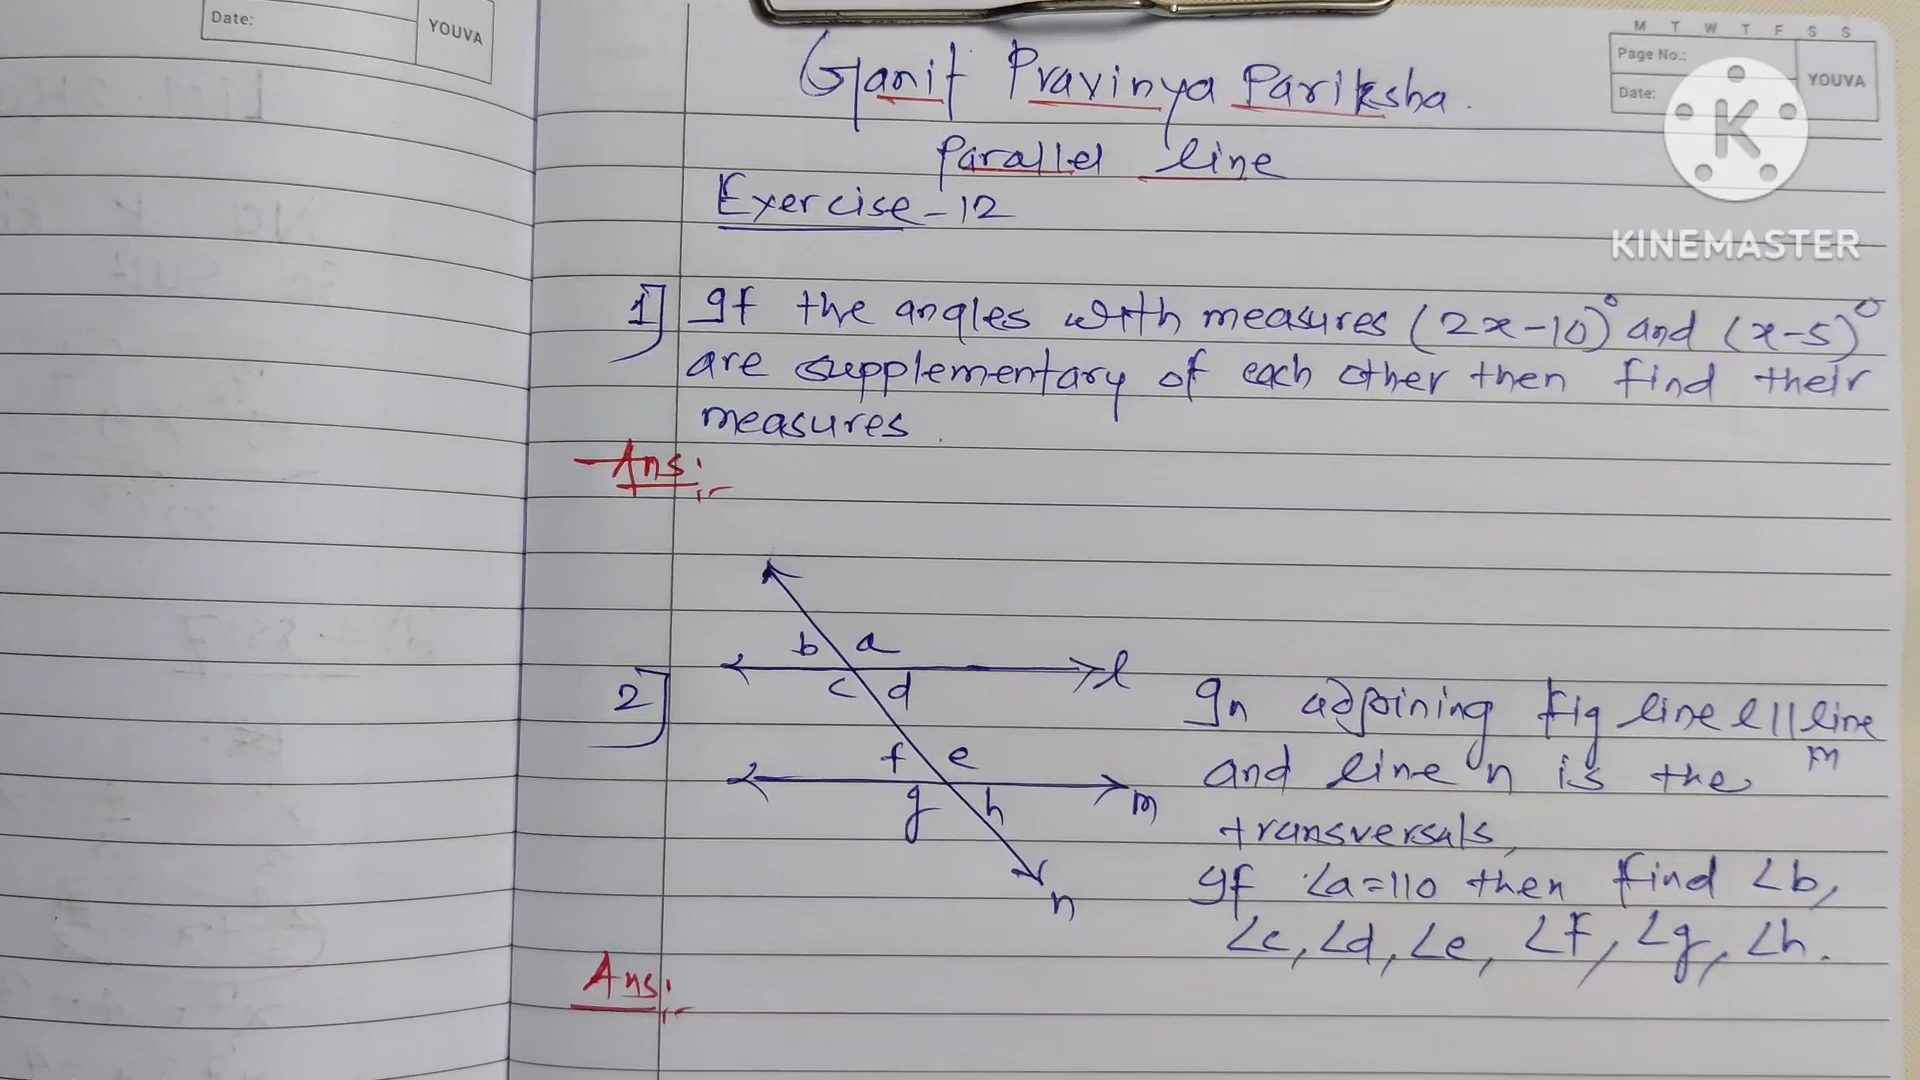 Date:
YOUVA
M T W T F S S
Page No.:
Date:
YOUVA
K
KINEMASTER
Ganit Pravinya Pariksha.
Parallel line
Exercise-12
1] If the angles with measures (2x-10)° and (x-5)°
are supplementary of each other then find their
measures.
Ans:-
b a
l
c d
2]
f e
m
g h
n
In adjoining fig line l || line
m
and line n is the
transversals,
If ∠a=110 then find ∠b,
∠c, ∠d, ∠e, ∠f, ∠g, ∠h.
Ans:-